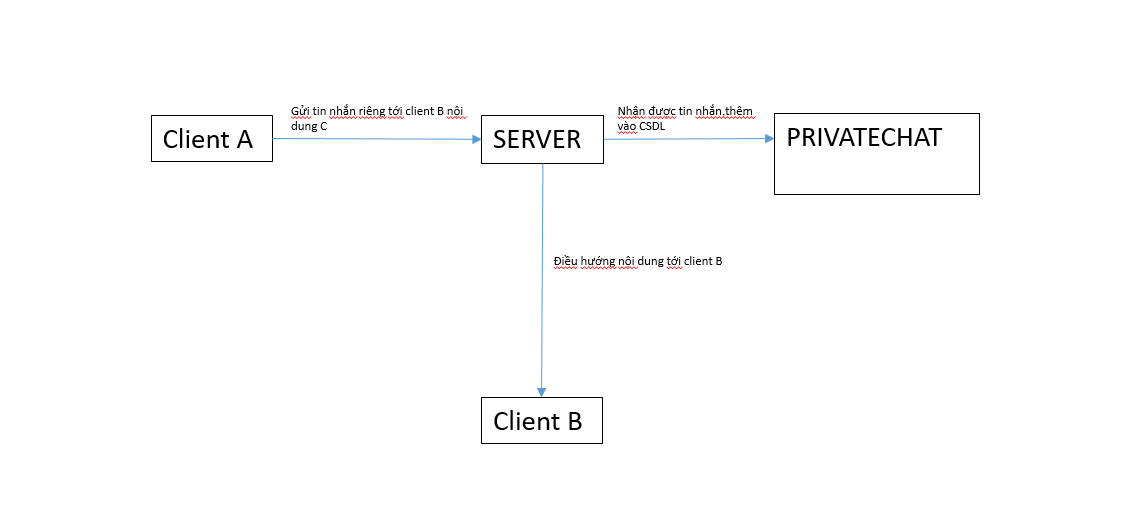 Gửi tin nhắn riêng tới client B nội
dung C
Nhận được tin nhắn,thêm
vào CSDL
Client A
SERVER
PRIVATECHAT
Điều hướng nội dung tới client B
Client B